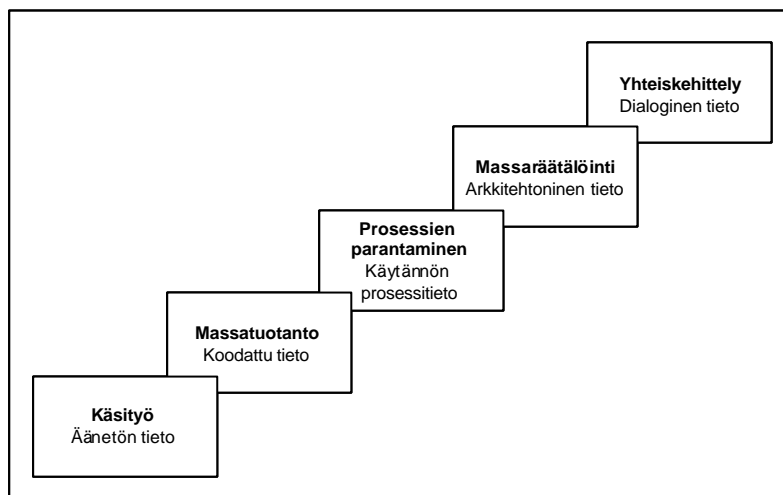 Yhteiskehittely
Dialoginen tieto
Massaräätälöinti
Arkkitehtoninen tieto
Prosessien
parantaminen
Käytännön
prosessitieto
Massatuotanto
Koodattu tieto
Käsityö
Äänetön tieto